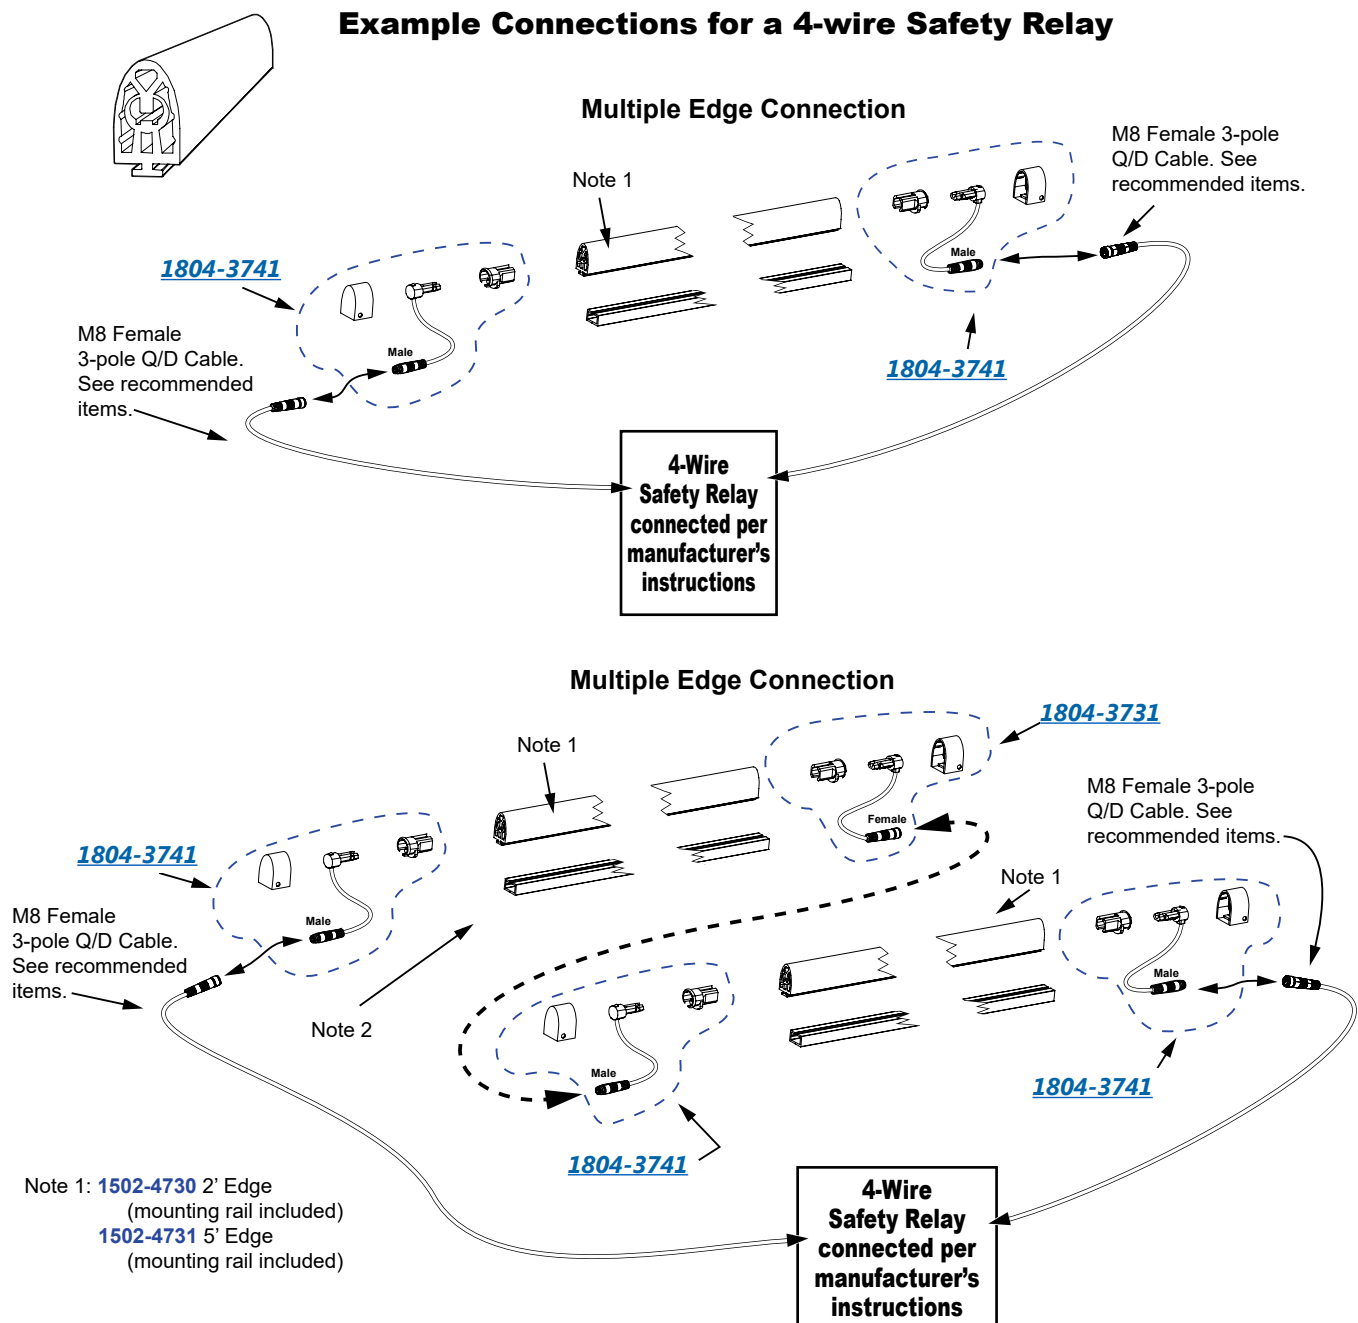 Example Connections for a 4-wire Safety Relay
Multiple Edge Connection
M8 Female 3-pole
Q/D Cable. See
recommended items.
Note 1
Male
1804-3741
1804-3741
M8 Female
3-pole Q/D Cable.
See recommended
items.
Male
4-Wire
Safety Relay
connected per
manufacturer's
instructions
Multiple Edge Connection
1804-3731
Note 1
Female
M8 Female 3-pole
Q/D Cable. See
recommended items.
1804-3741
Note 1
M8 Female
3-pole Q/D Cable.
See recommended
items.
Male
Male
Note 2
Male
1804-3741
1804-3741
Note 1: 1502-4730 2' Edge
(mounting rail included)
1502-4731 5' Edge
(mounting rail included)
4-Wire
Safety Relay
connected per
manufacturer's
instructions